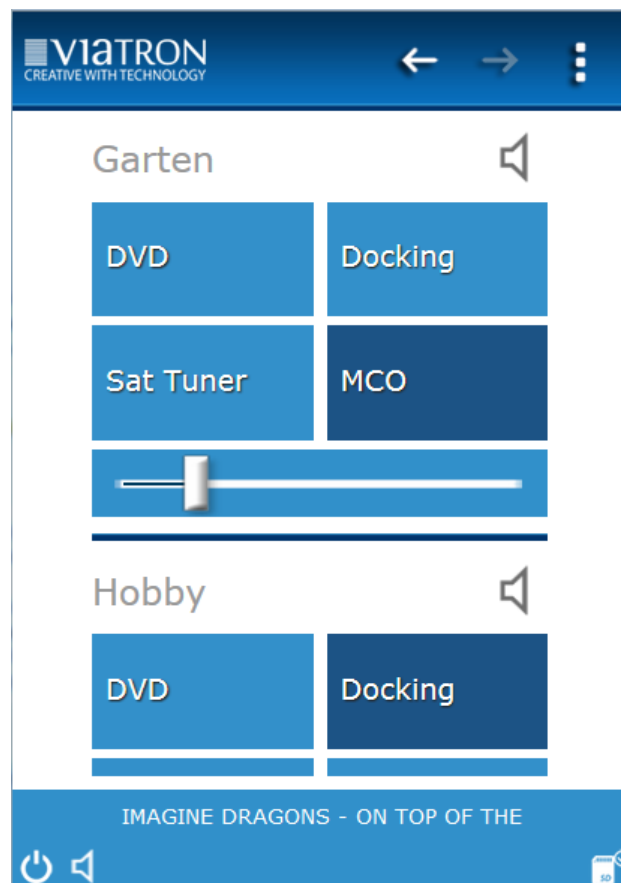 VIATRON
CREATIVE WITH TECHNOLOGY
Garten
DVD
Docking
Sat Tuner
MCO
Hobby
DVD
Docking
IMAGINE DRAGONS - ON TOP OF THE
SD